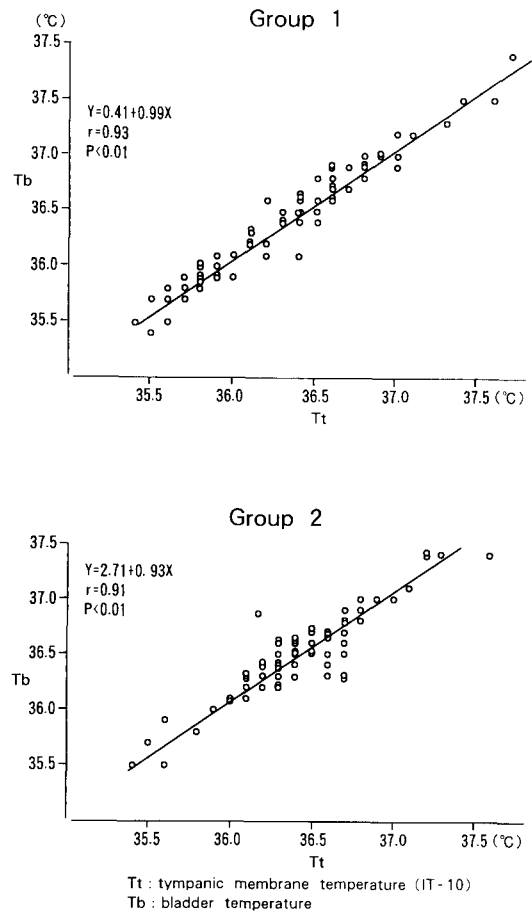 Group 1
(°C)
37.5
37.5
37.0
Tb
36.5
36.0
35.5
Y=0.41+0.99X
r=0.93
P<0.01
35.5 36.0 36.5 37.0 37.5 (°C)
Tt
Group 2
37.5
37.0
36.5
Tb
36.0
35.5
Y=2.71+0.93X
r=0.91
P<0.01
35.5 36.0 36.5 37.0 37.5 (°C)
Tt
Tt : tympanic membrane temperature (IT-10)
Tb : bladder temperature